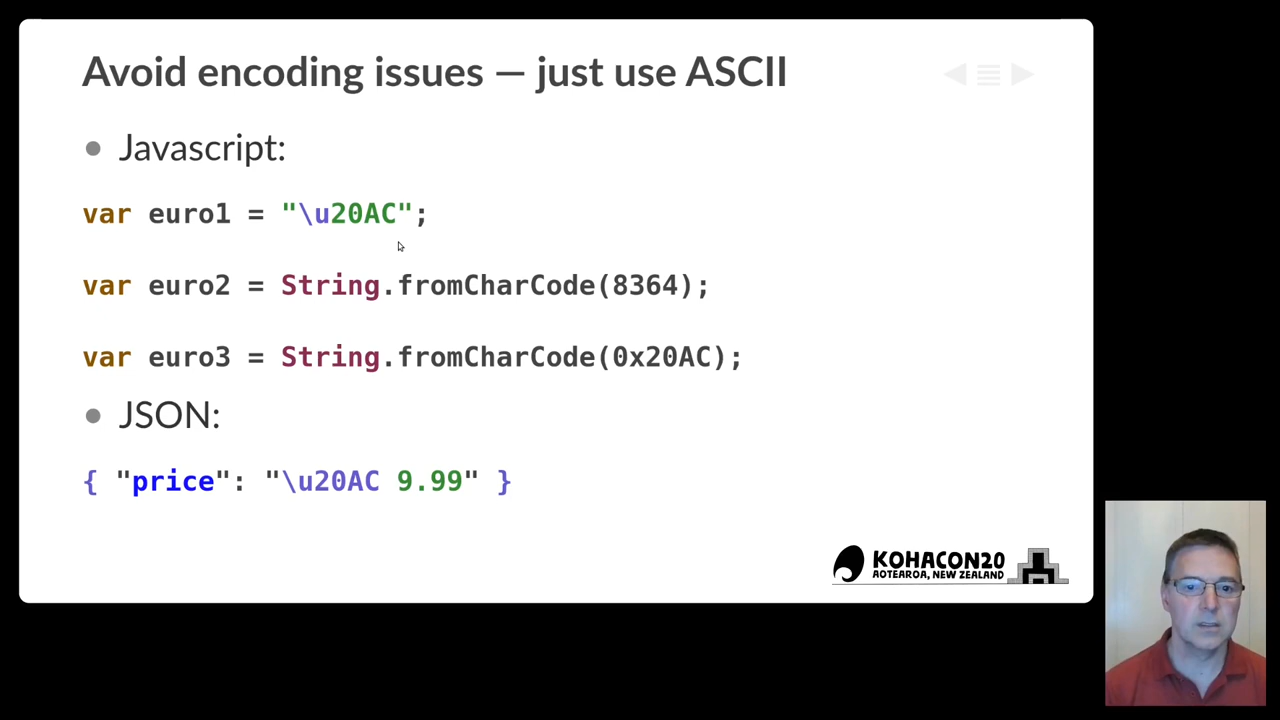 Avoid encoding issues — just use ASCII
Javascript:
var euro1 = "\u20AC";
var euro2 = String.fromCharCode(8364);
var euro3 = String.fromCharCode(0x20AC);
JSON:
{ "price": "\u20AC 9.99" }
KOHACON20
AOTEAROA, NEW ZEALAND